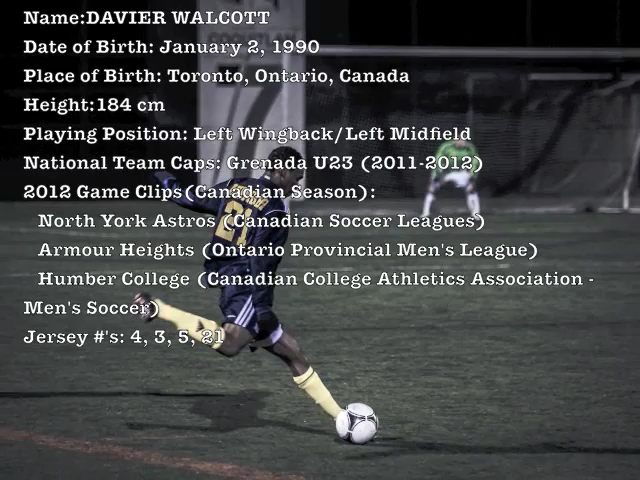 Name:DAVIER WALCOTT
Date of Birth: January 2, 1990
Place of Birth: Toronto, Ontario, Canada
Height:184 cm
Playing Position: Left Wingback/Left Midfield
National Team Caps: Grenada U23 (2011-2012)
2012 Game Clips(Canadian Season):
North York Astros (Canadian Soccer Leagues)
Armour Heights (Ontario Provincial Men's League)
Humber College (Canadian College Athletics Association -
Men's Soccer)
Jersey #'s: 4, 3, 5, 21
77
21